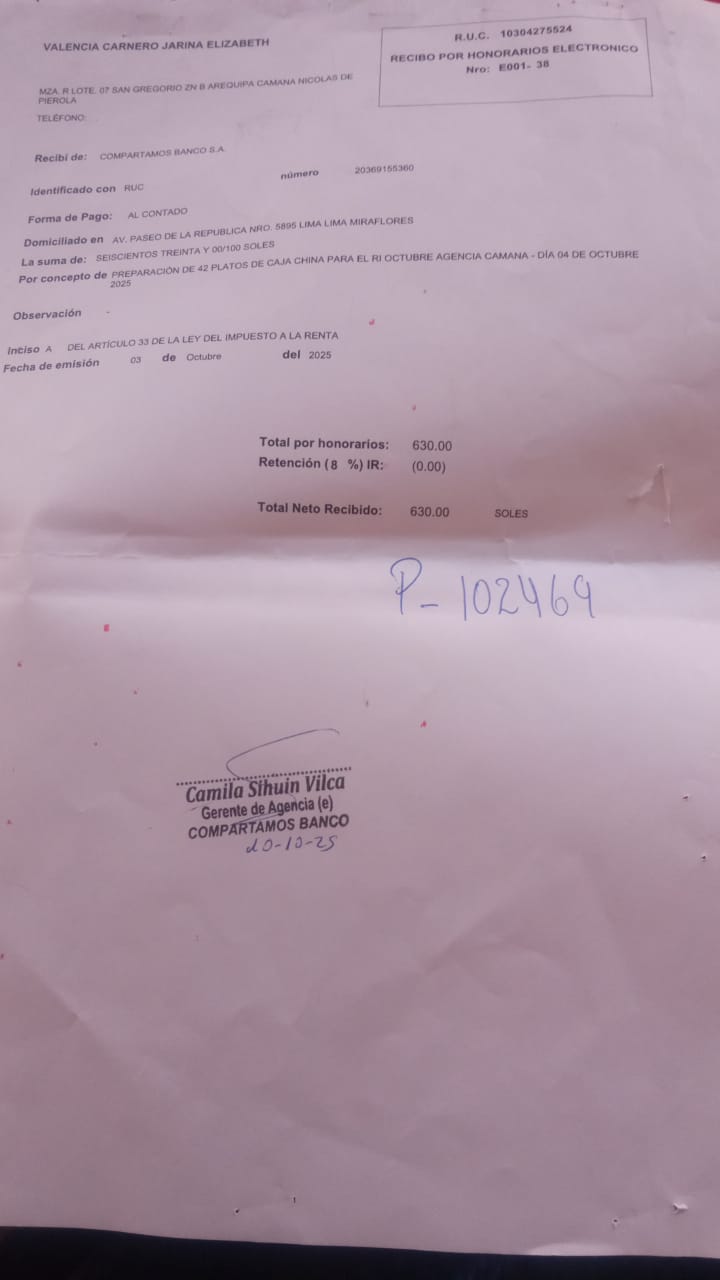 VALENCIA CARNERO JARINA ELIZABETH
R.U.C. 10304275524
RECIBO POR HONORARIOS ELECTRONICO
Nro: E001- 38
MZA. R LOTE. 07 SAN GREGORIO ZN B AREQUIPA CAMANA NICOLAS DE
PIEROLA
TELÉFONO:
Recibí de: COMPARTAMOS BANCO S.A.
Identificado con RUC número 20369155360
Forma de Pago: AL CONTADO
Domiciliado en AV. PASEO DE LA REPUBLICA NRO. 5895 LIMA LIMA MIRAFLORES
La suma de: SEISCIENTOS TREINTA Y 00/100 SOLES
Por concepto de PREPARACIÓN DE 42 PLATOS DE CAJA CHINA PARA EL RI OCTUBRE AGENCIA CAMANA - DÍA 04 DE OCTUBRE
2025
Observación -
Inciso A DEL ARTÍCULO 33 DE LA LEY DEL IMPUESTO A LA RENTA
Fecha de emisión 03 de Octubre del 2025
Total por honorarios: 630.00
Retención ( 8 %) IR: (0.00)
Total Neto Recibido: 630.00 SOLES
P- 102469
Camila Sihuin Vilca
Gerente de Agencia (e)
COMPARTAMOS BANCO
20-10-25